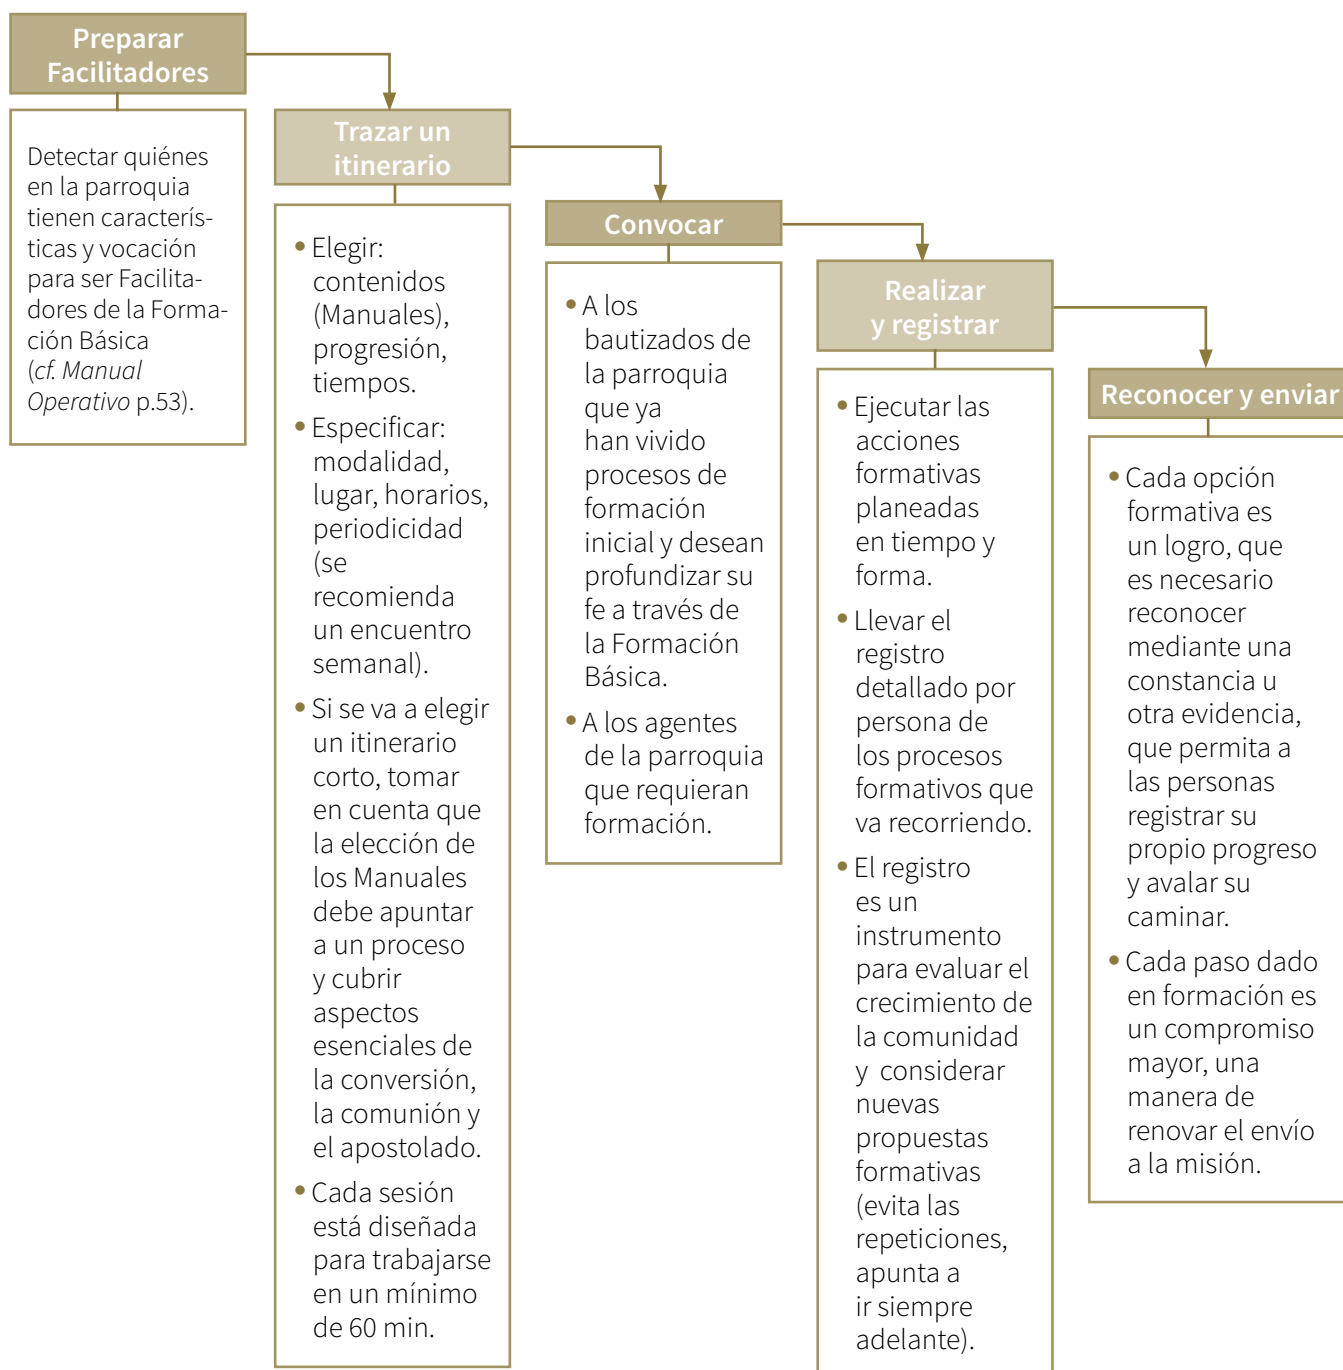 Preparar
Facilitadores
Detectar quiénes
en la parroquia
tienen caracterís-
ticas y vocación
para ser Facilita-
dores de la Forma-
ción Básica
(cf. Manual
Operativo p.53).
Trazar un
itinerario
• Elegir:
contenidos
(Manuales),
progresión,
tiempos.
• Especificar:
modalidad,
lugar, horarios,
periodicidad
(se
recomienda
un encuentro
semanal).
• Si se va a elegir
un itinerario
corto, tomar
en cuenta que
la elección de
los Manuales
debe apuntar
a un proceso
y cubrir
aspectos
esenciales de
la conversión,
la comunión y
el apostolado.
• Cada sesión
está diseñada
para trabajarse
en un mínimo
de 60 min.
Convocar
• A los
bautizados de
la parroquia
que ya
han vivido
procesos de
formación
inicial y desean
profundizar su
fe a través de
la Formación
Básica.
• A los agentes
de la parroquia
que requieran
formación.
Realizar
y registrar
• Ejecutar las
acciones
formativas
planeadas
en tiempo y
forma.
• Llevar el
registro
detallado por
persona de
los procesos
formativos que
va recorriendo.
• El registro
es un
instrumento
para evaluar el
crecimiento de
la comunidad
y considerar
nuevas
propuestas
formativas
(evita las
repeticiones,
apunta a
ir siempre
adelante).
Reconocer y enviar
• Cada opción
formativa es
un logro, que
es necesario
reconocer
mediante una
constancia u
otra evidencia,
que permita a
las personas
registrar su
propio progreso
y avalar su
caminar.
• Cada paso dado
en formación es
un compromiso
mayor, una
manera de
renovar el envío
a la misión.